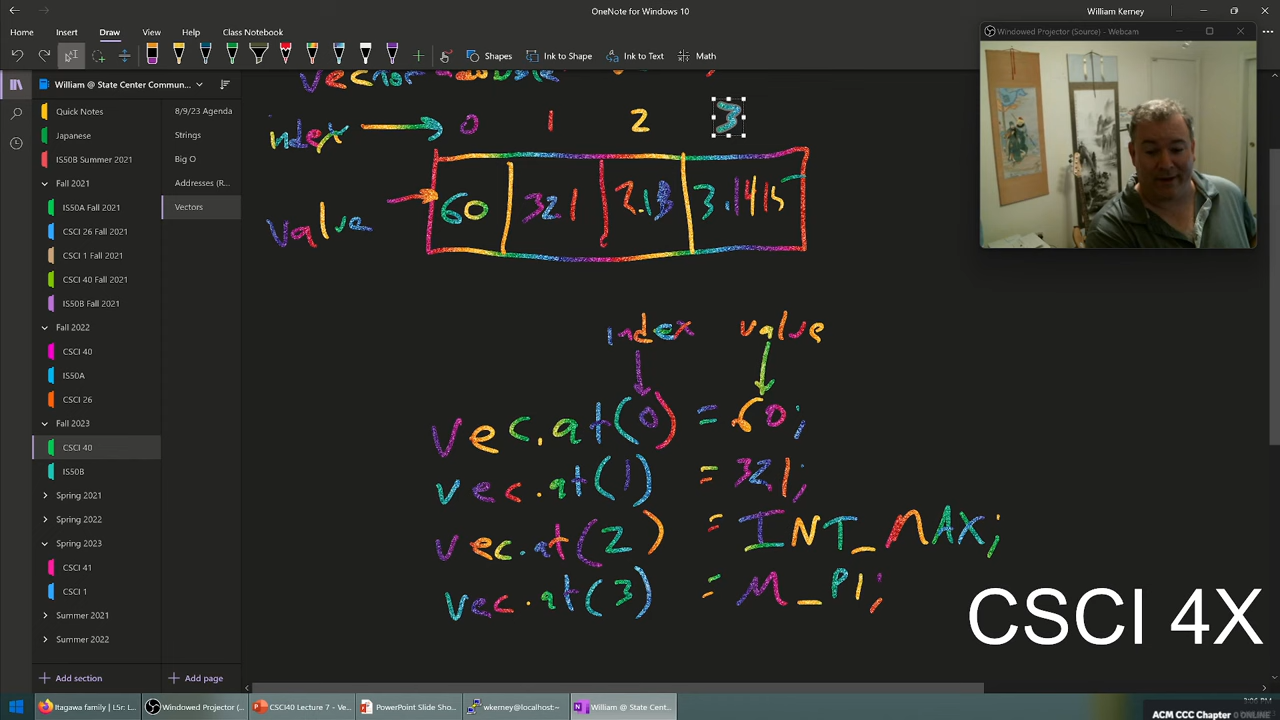 OneNote for Windows 10
William Kerney
Home
Insert
Draw
View
Help
Class Notebook
Shapes
Ink to Shape
Ink to Text
Math
Windowed Projector (Source) - Webcam
William @ State Center Commun...
Quick Notes
Japanese
IS50B Summer 2021
Fall 2021
IS50A Fall 2021
CSCI 26 Fall 2021
CSCI 1 Fall 2021
CSCI 40 Fall 2021
IS50B Fall 2021
Fall 2022
CSCI 40
IS50A
CSCI 26
Fall 2023
CSCI 40
IS50B
Spring 2021
Spring 2022
Spring 2023
CSCI 41
CSCI 1
Summer 2021
Summer 2022
Add section
8/9/23 Agenda
Strings
Big O
Addresses (R...
Vectors
Add page
index 0 1 2 3
value 60 321 2.1B 3.1415
index value
vec.at(0) = 60;
vec.at(1) = 321;
vec.at(2) = INT_MAX;
vec.at(3) = M_PI;
CSCI 4X
Itagawa family | l5r: L...
Windowed Projector (...
CSCI40 Lecture 7 - Ve...
PowerPoint Slide Sho...
wkerney@localhost:~
William @ State Cent...
ACM CCC Chapter 0 ONLINE